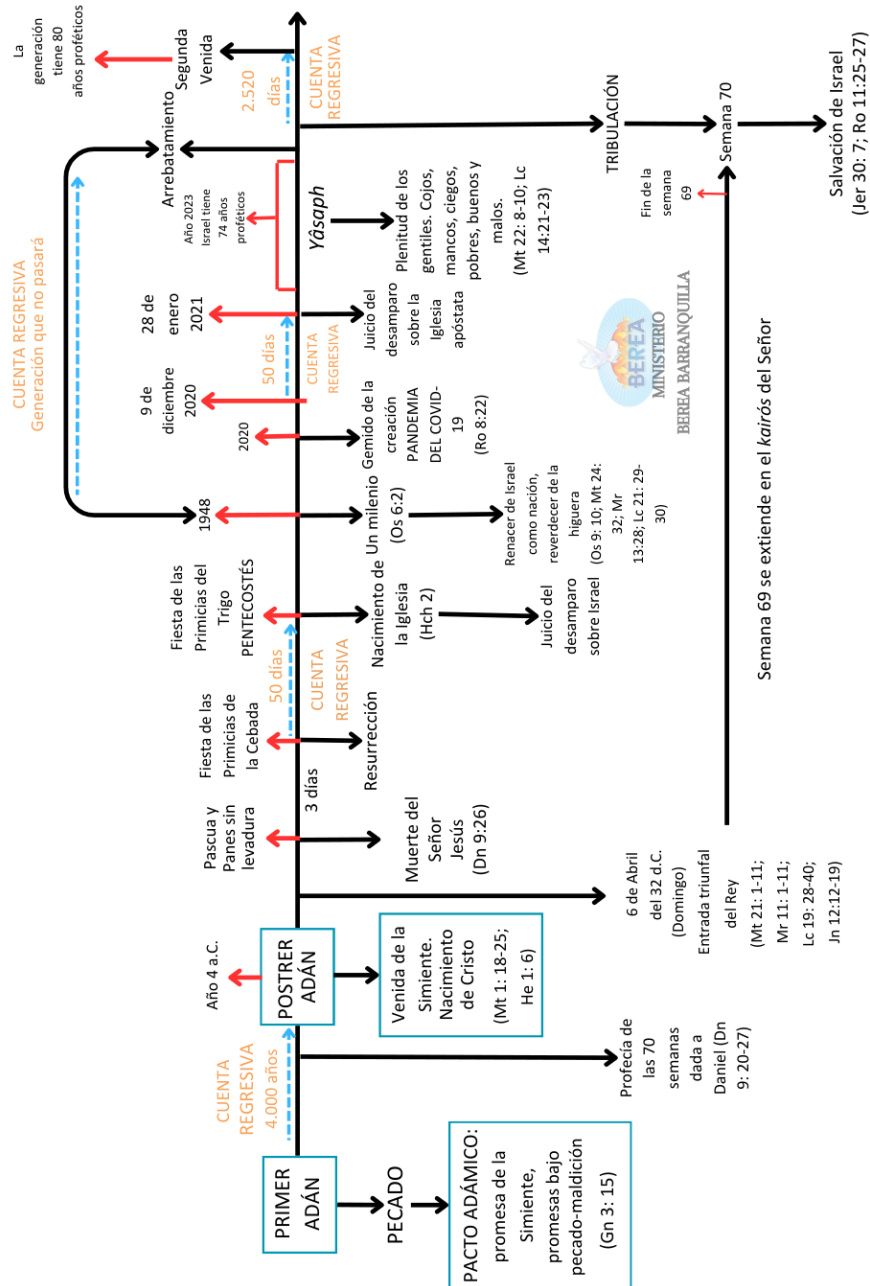 PRIMER
ADÁN
PECADO
PACTO ADÁMICO:
promesa de la
Simiente,
promesas bajo
pecado-maldición
(Gn 3: 15)
CUENTA
REGRESIVA
4.000 años
Profecía de
las 70
semanas
dada a
Daniel (Dn
9: 20-27)
Año 4 a.C.
POSTRER
ADÁN
Venida de la
Simiente.
Nacimiento
de Cristo
(Mt 1: 18-25;
He 1: 6)
6 de Abril
del 32 d.C.
(Domingo)
Entrada triunfal
del Rey
(Mt 21: 1-11;
Mr 11: 1-11;
Lc 19: 28-40;
Jn 12:12-19)
Pascua y
Panes sin
levadura
Muerte del
Señor
Jesús
(Dn 9:26)
3 días
Fiesta de las
Primicias de
la Cebada
Resurrección
50 días
CUENTA
REGRESIVA
Fiesta de las
Primicias del
Trigo
PENTECOSTÉS
Nacimiento de
la Iglesia
(Hch 2)
Juicio del
desamparo
sobre Israel
CUENTA REGRESIVA
Generación que no pasará
1948
Un milenio
(Os 6:2)
Renacer de Israel
como nación,
reverdecer de la
higuera
(Os 9: 10; Mt 24:
32; Mr
13:28; Lc 21: 29-
30)
2020
Gemido de la
creación
PANDEMIA
DEL COVID-
19
(Ro 8:22)
9 de
diciembre
2020
50 días
CUENTA
REGRESIVA
28 de
enero
2021
Juicio del
desamparo
sobre la
Iglesia
apóstata
Año 2023
Israel tiene
74 años
proféticos
Yâsaph
Plenitud de los
gentiles. Cojos,
mancos, ciegos,
pobres, buenos y
malos.
(Mt 22: 8-10; Lc
14:21-23)
Arrebatamiento
2.520
días
CUENTA
REGRESIVA
Segunda
Venida
La
generación
tiene 80
años proféticos
TRIBULACIÓN
Fin de la
semana
69
Semana 70
Salvación de Israel
(Jer 30: 7; Ro 11:25-27)
Semana 69 se extiende en el kairós del Señor
BEREA
MINISTERIO
BEREA BARRANQUILLA